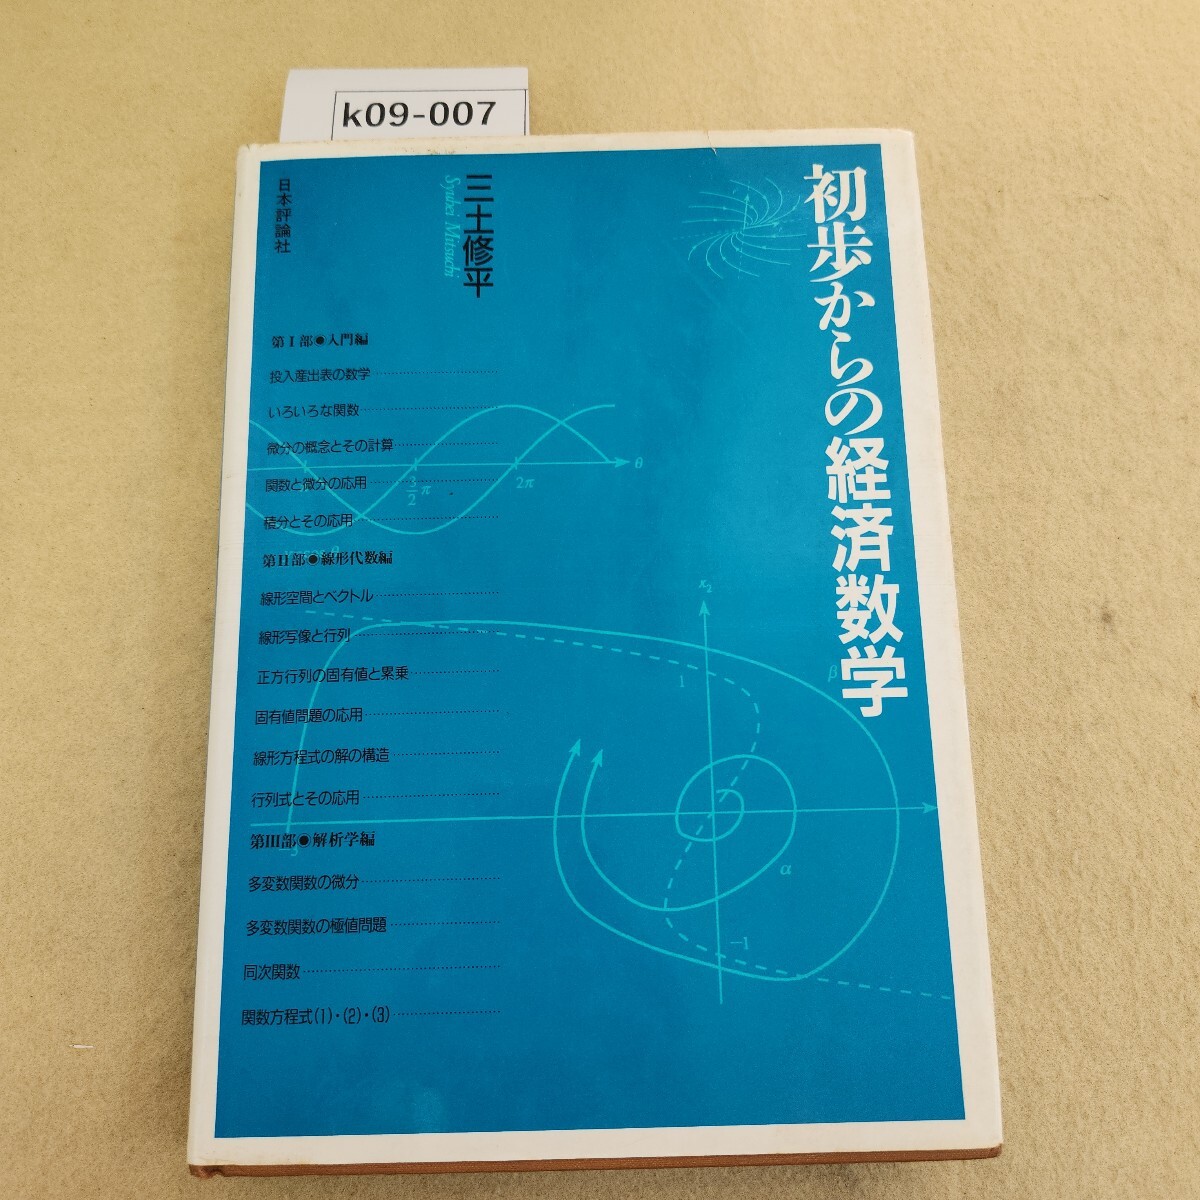 k09-007
初歩からの経済数学
三土修平
Syuhei Mitsuchi
日本評論社
第I部●入門編
投入産出表の数学
いろいろな関数
微分の概念とその計算
関数と微分の応用
積分とその応用
第II部●線形代数編
線形空間とベクトル
線形写像と行列
正方行列の固有値と累乗
固有値問題の応用
線形方程式の解の構造
行列式とその応用
第III部●解析学編
多変数関数の微分
多変数関数の極値問題
同次関数
関数方程式(1)・(2)・(3)
θ
3/2 π
2π
x₂
1
β
α
−1